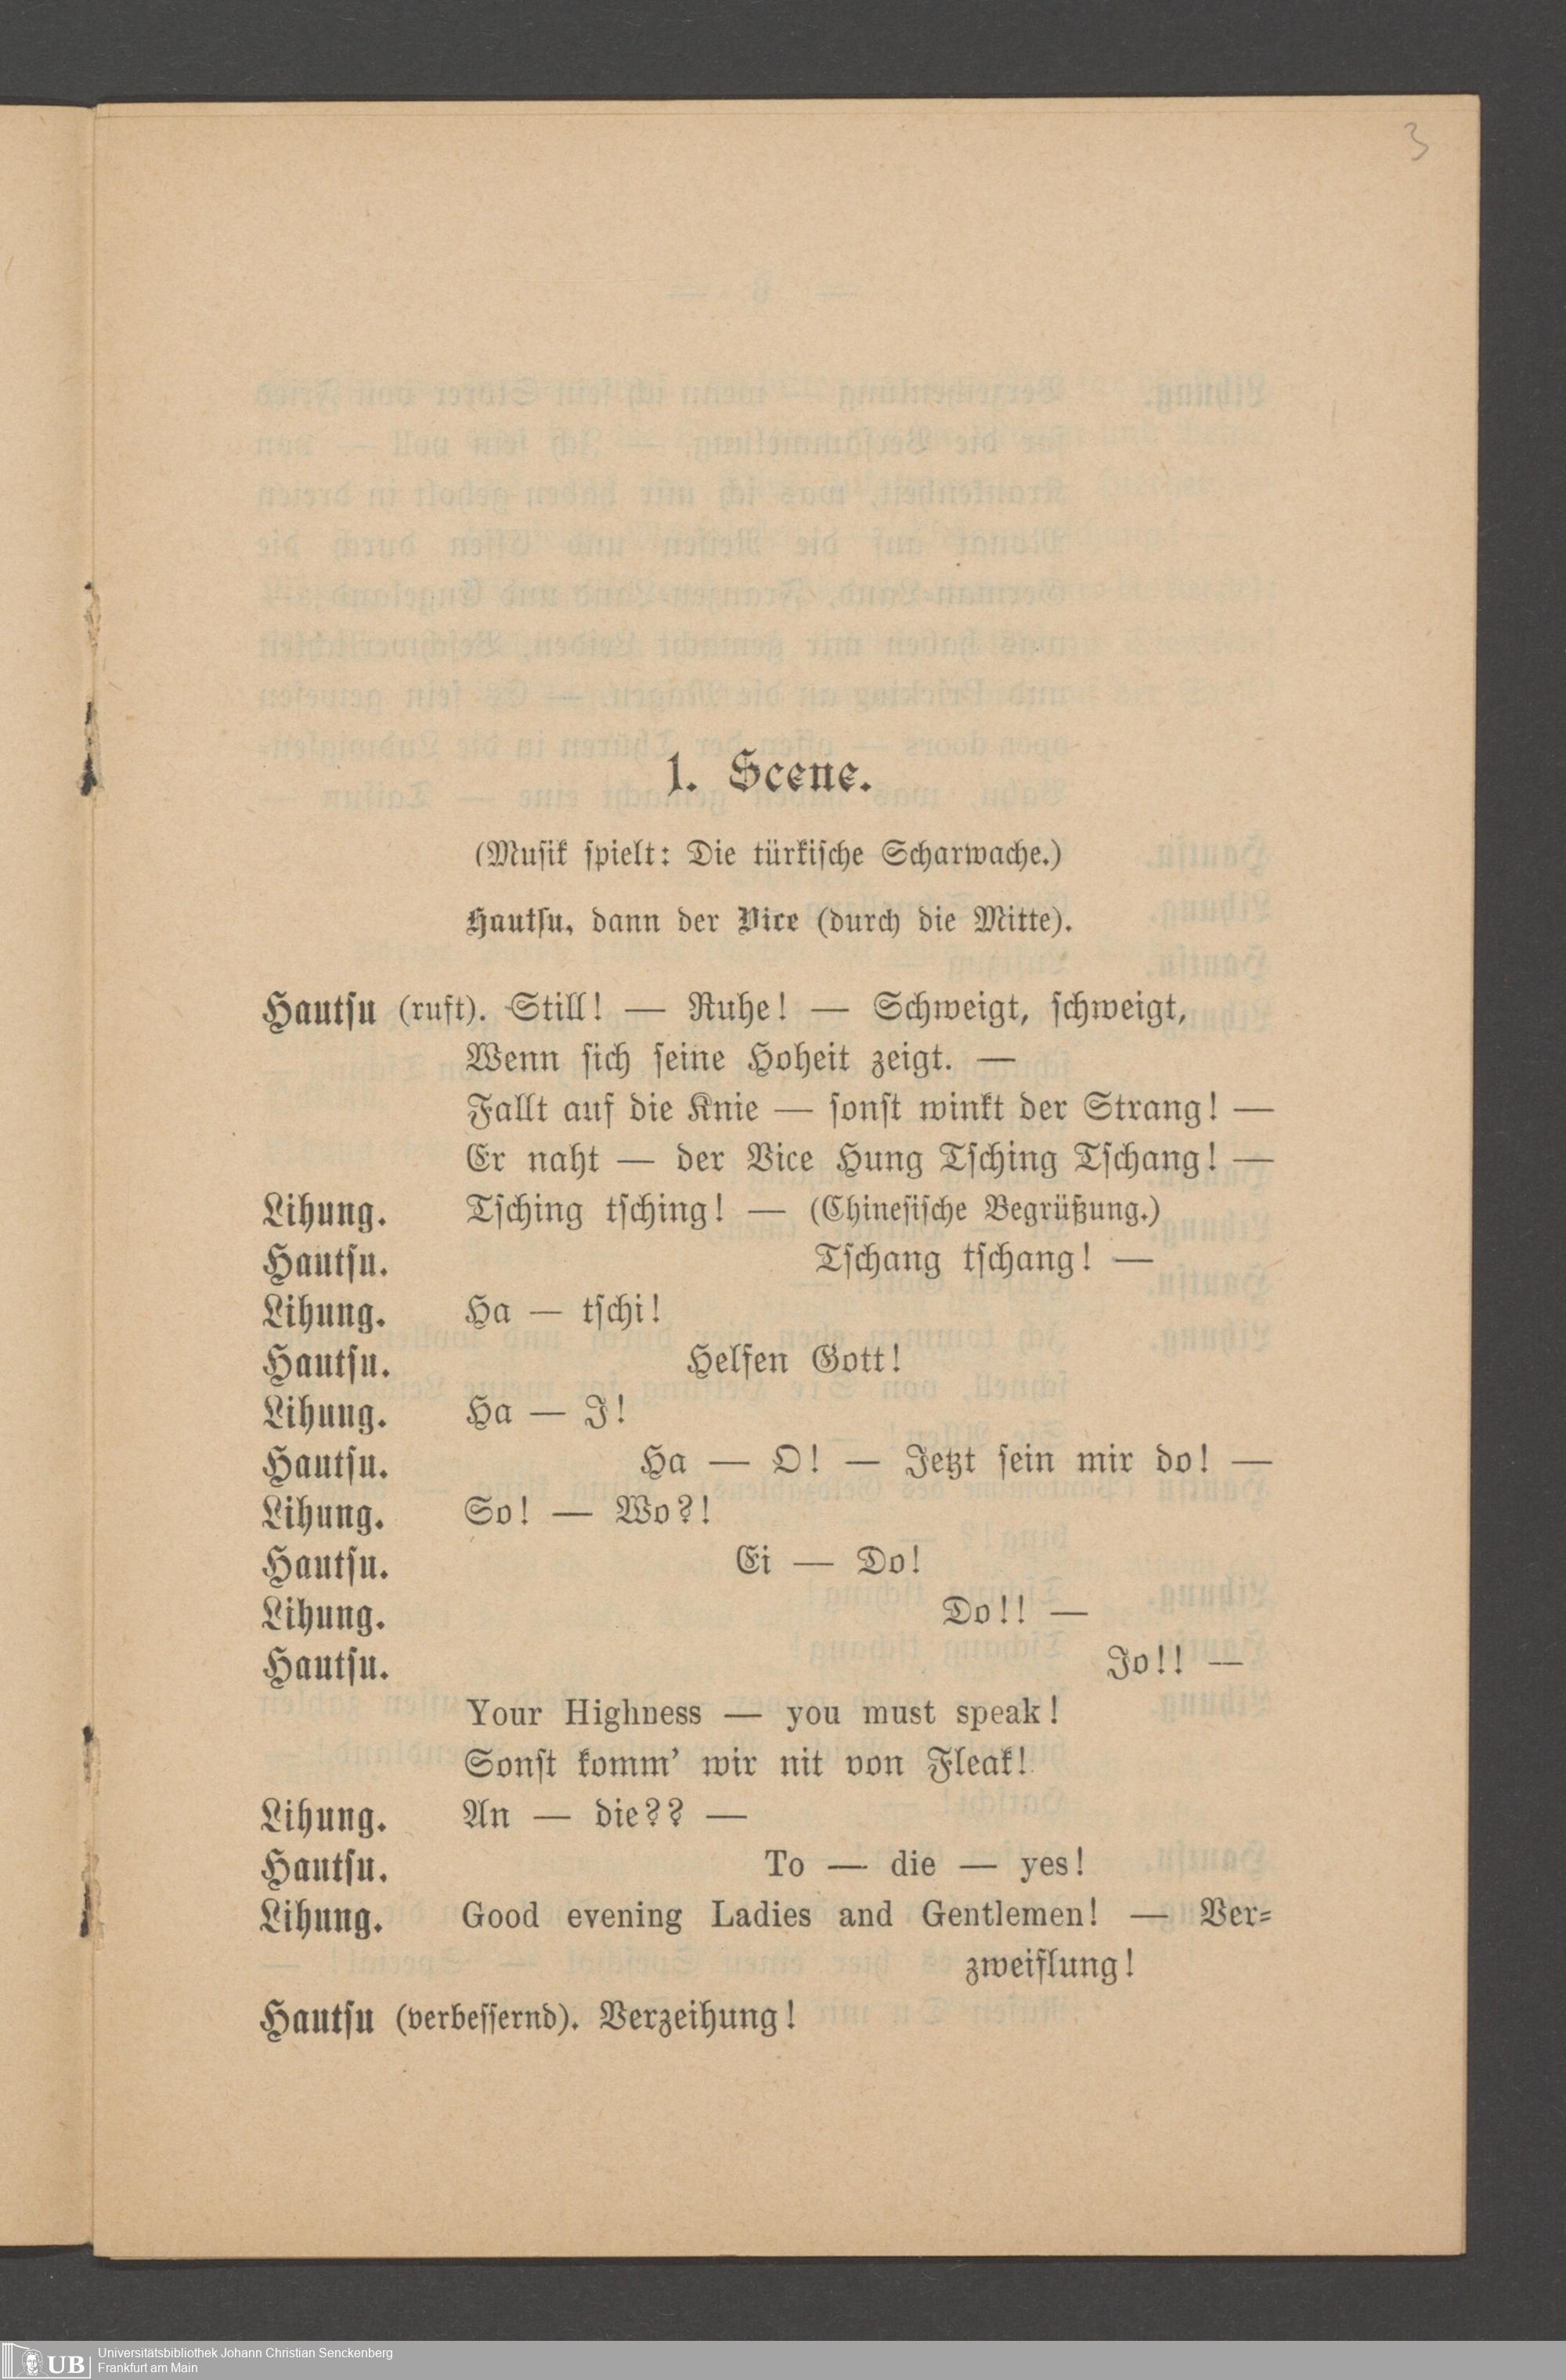 3
1. Scene.
(Musik spielt: Die türkische Scharwache.)
Hautsu, dann der Vice (durch die Mitte).
Hautsu (ruft). Still! — Ruhe! — Schweigt, schweigt,
Wenn sich seine Hoheit zeigt. —
Fallt auf die Knie — sonst winkt der Strang! —
Er naht — der Vice Hung Tsching Tschang! —
Lihung. Tsching tsching! — (Chinesische Begrüßung.)
Hautsu. Tschang tschang! —
Lihung. Ha — tschi!
Hautsu. Helfen Gott!
Lihung. Ha — J!
Hautsu. Ha — O! — Jetzt sein mir do! —
Lihung. So! — Wo?!
Hautsu. Ei — Do!
Lihung. Do!! —
Hautsu. Jo!! —
Your Highness — you must speak!
Sonst komm' wir nit von Fleak!
Lihung. An — die?? —
Hautsu. To — die — yes!
Lihung. Good evening Ladies and Gentlemen! — Ver-
zweiflung!
Hautsu (verbessernd). Verzeihung!
UB
Universitätsbibliothek Johann Christian Senckenberg
Frankfurt am Main